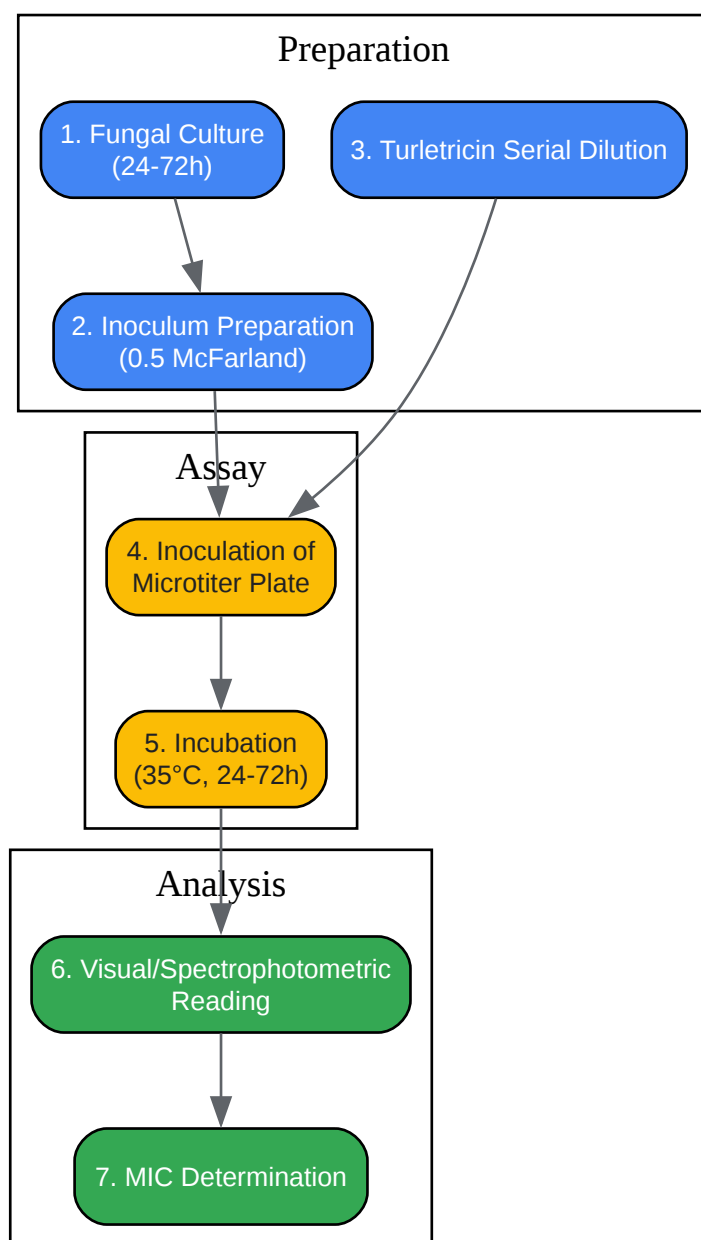 Preparation
1. Fungal Culture
(24-72h)
3. Turletricin Serial Dilution
2. Inoculum Preparation
(0.5 McFarland)
Assay
4. Inoculation of
Microtiter Plate
5. Incubation
(35°C, 24-72h)
Analysis
6. Visual/Spectrophotometric
Reading
7. MIC Determination